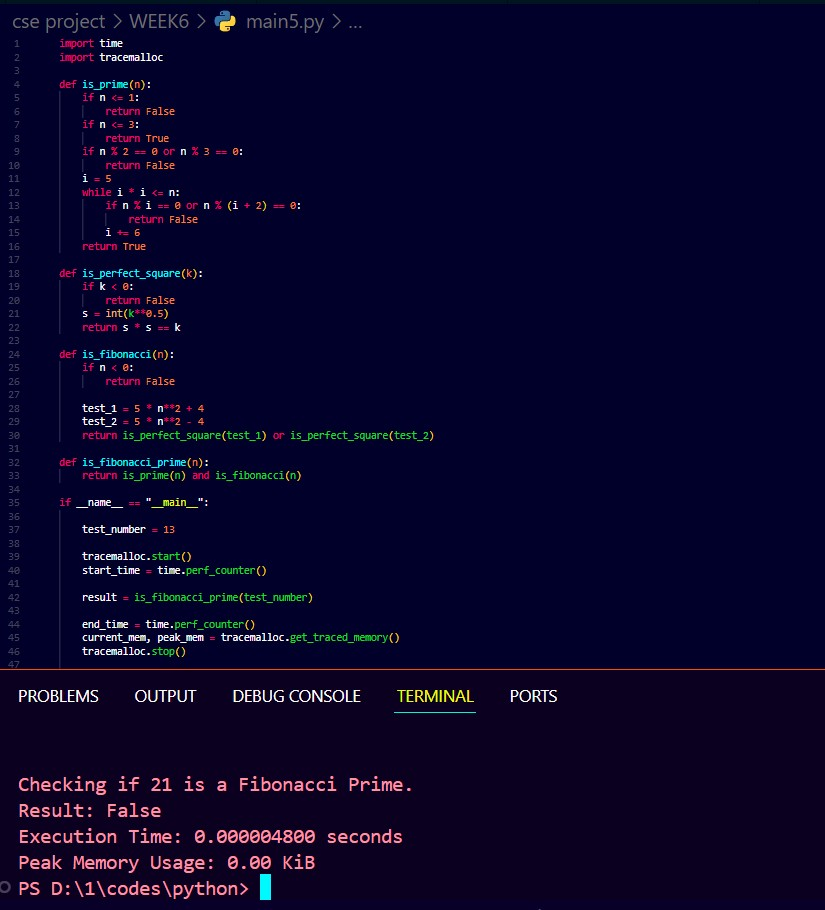 cse project > WEEK6 > main5.py > ...
1 import time
2 import tracemalloc
3
4 def is_prime(n):
5     if n <= 1:
6         return False
7     if n <= 3:
8         return True
9     if n % 2 == 0 or n % 3 == 0:
10         return False
11     i = 5
12     while i * i <= n:
13         if n % i == 0 or n % (i + 2) == 0:
14             return False
15         i += 6
16     return True
17
18 def is_perfect_square(k):
19     if k < 0:
20         return False
21     s = int(k**0.5)
22     return s * s == k
23
24 def is_fibonacci(n):
25     if n < 0:
26         return False
27
28     test_1 = 5 * n**2 + 4
29     test_2 = 5 * n**2 - 4
30     return is_perfect_square(test_1) or is_perfect_square(test_2)
31
32 def is_fibonacci_prime(n):
33     return is_prime(n) and is_fibonacci(n)
34
35 if __name__ == "__main__":
36
37     test_number = 13
38
39     tracemalloc.start()
40     start_time = time.perf_counter()
41
42     result = is_fibonacci_prime(test_number)
43
44     end_time = time.perf_counter()
45     current_mem, peak_mem = tracemalloc.get_traced_memory()
46     tracemalloc.stop()
47
PROBLEMS OUTPUT DEBUG CONSOLE TERMINAL PORTS
Checking if 21 is a Fibonacci Prime.
Result: False
Execution Time: 0.000004800 seconds
Peak Memory Usage: 0.00 KiB
PS D:\1\codes\python>